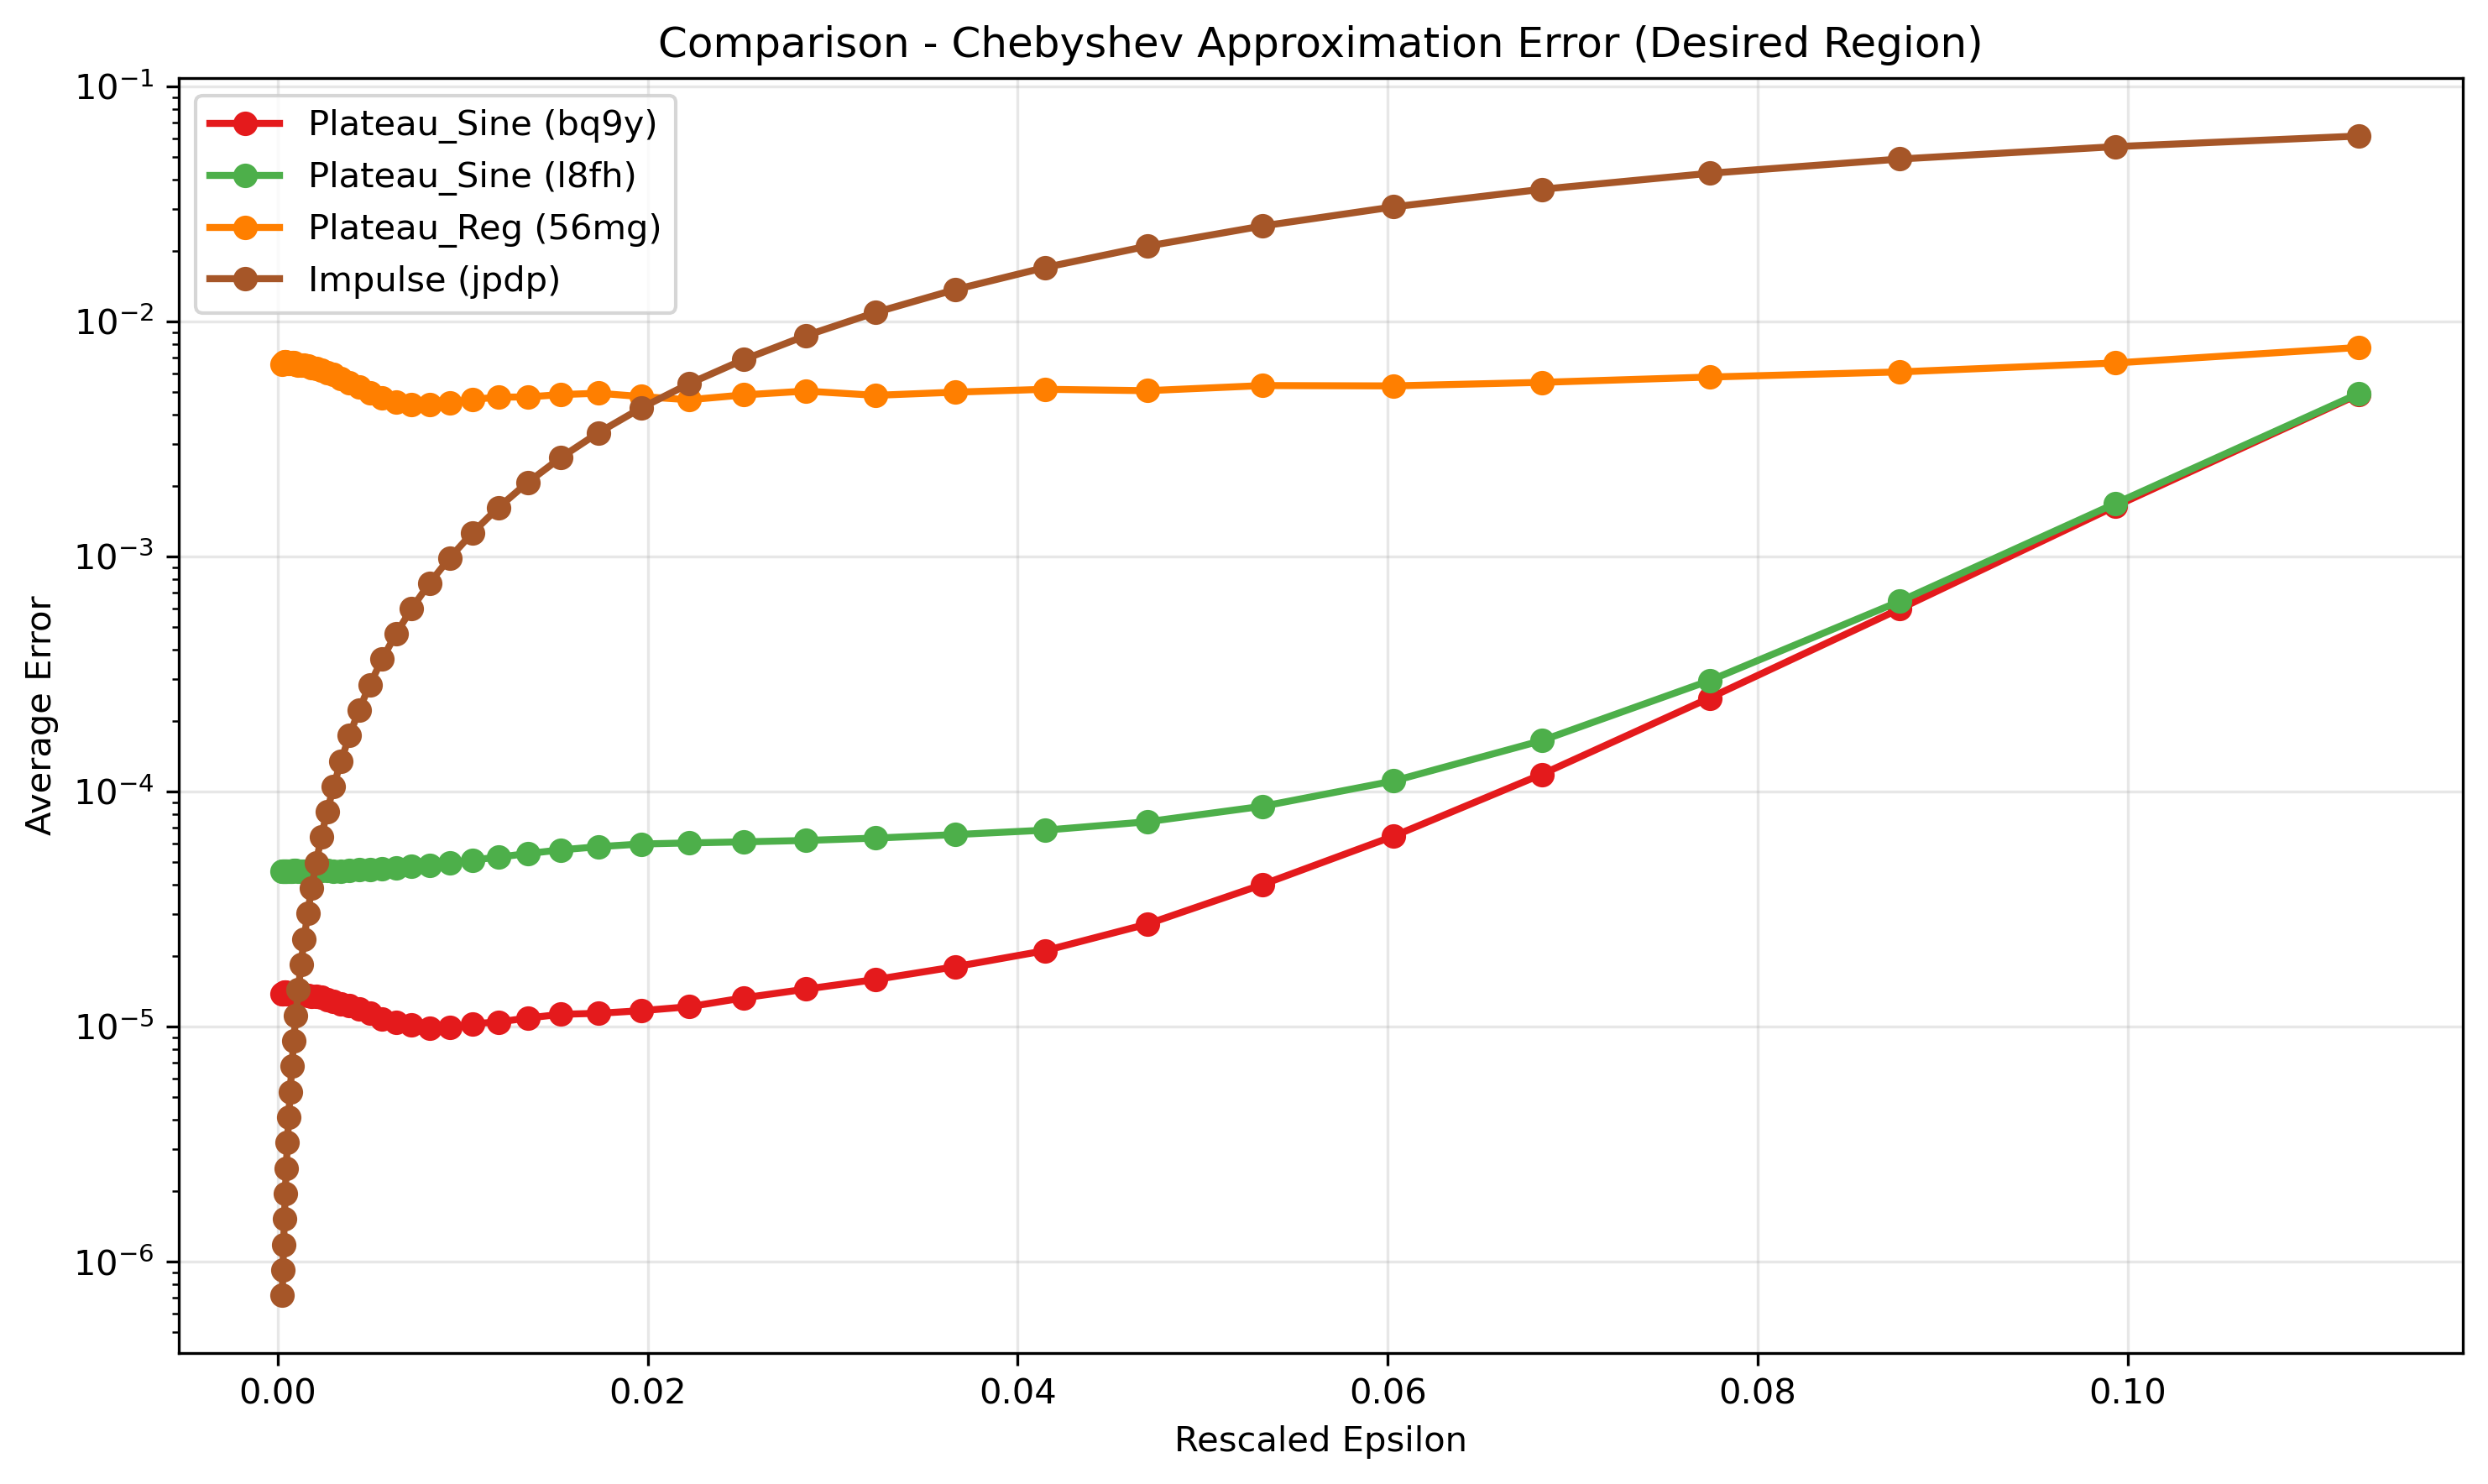 Comparison - Chebyshev Approximation Error (Desired Region)
Plateau_Sine (bq9y)
Plateau_Sine (l8fh)
Plateau_Reg (56mg)
Impulse (jpdp)
Average Error
10⁻¹
10⁻²
10⁻³
10⁻⁴
10⁻⁵
10⁻⁶
0.00 0.02 0.04 0.06 0.08 0.10
Rescaled Epsilon